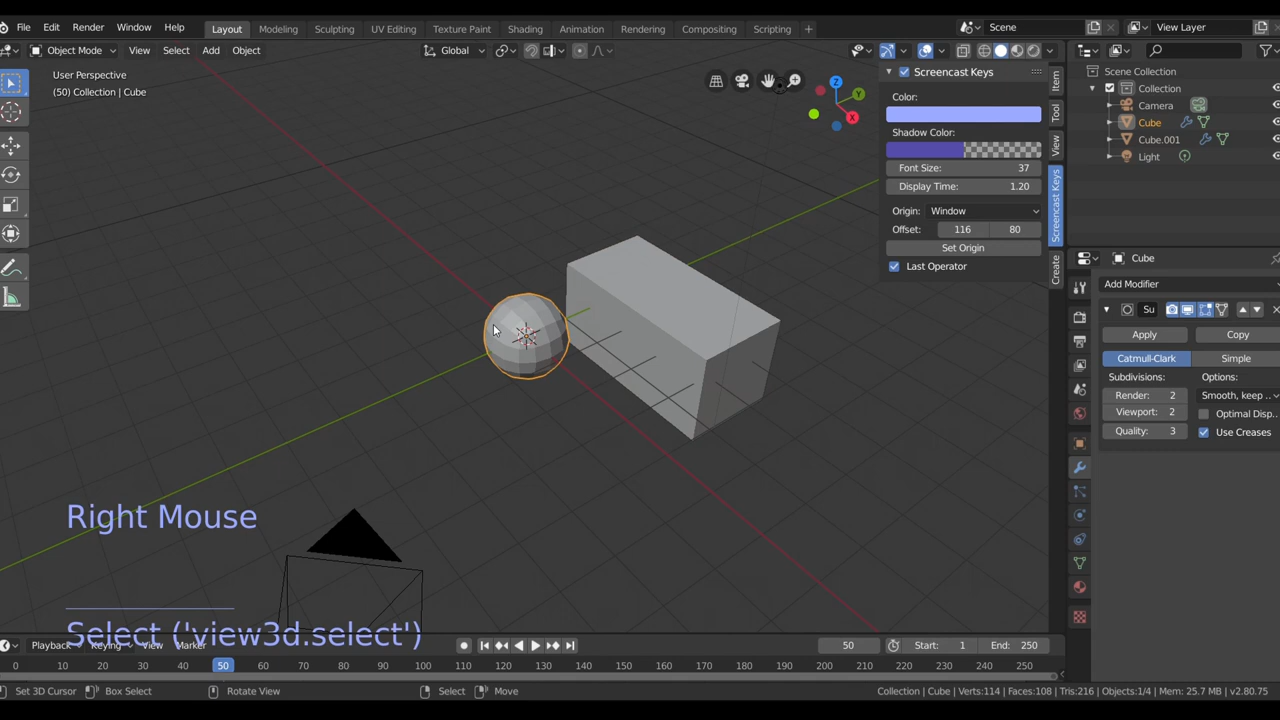 File Edit Render Window Help Layout Modeling Sculpting UV Editing Texture Paint Shading Animation Rendering Compositing Scripting + Scene View Layer
Object Mode View Select Add Object Global
User Perspective
(50) Collection | Cube
Screencast Keys
Color:
Shadow Color:
Font Size: 37
Display Time: 1.20
Origin: Window
Offset: 116 80
Set Origin
Last Operator
Item
Tool
View
Screencast Keys
Create
X
Y
Z
Scene Collection
Collection
Camera
Cube
Cube.001
Light
Cube
Add Modifier
Su
Apply Copy
Catmull-Clark Simple
Subdivisions: Options:
Render: 2 Smooth, keep ..
Viewport: 2 Optimal Disp..
Quality: 3 Use Creases
Right Mouse
Select ('view3d.select')
Playback Keying View Marker 50 Start: 1 End: 250
0 10 20 30 40 50 60 70 80 90 100 110 120 130 140 150 160 170 180 190 200 210 220 230 240 250
Set 3D Cursor Box Select Rotate View Select Move Collection | Cube | Verts:114 | Faces:108 | Tris:216 | Objects:1/4 | Mem: 25.7 MB | v2.80.75